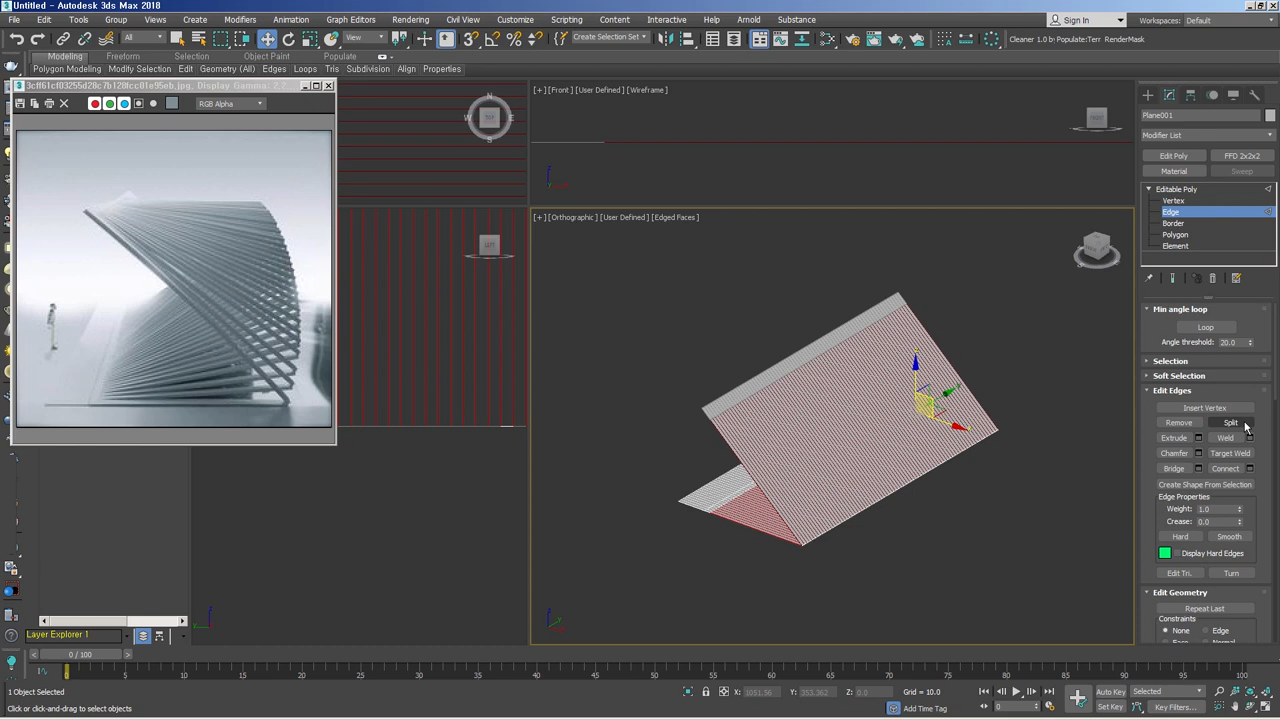 Untitled - Autodesk 3ds Max 2018
File Edit Tools Group Views Create Modifiers Animation Graph Editors Rendering Civil View Customize Scripting Content Interactive Help Arnold Substance
Sign In Workspaces: Default
All View Create Selection Set Cleaner 1.0 by Populate:Terr RenderMask
Modeling Freeform Selection Object Paint Populate
Polygon Modeling Modify Selection Edit Geometry (All) Edges Loops Tris Subdivision Align Properties
RGB Alpha
[+] [Front] [User Defined] [Wireframe]
[+] [Orthographic] [User Defined] [Edged Faces]
Plane001
Modifier List
Edit Poly FFD 2x2x2
Material Sweep
Editable Poly
Vertex
Edge
Border
Polygon
Element
Min angle loop
Loop
Angle threshold: 20.0
Selection
Soft Selection
Edit Edges
Insert Vertex
Remove Split
Extrude Weld
Chamfer Target Weld
Bridge Connect
Create Shape From Selection
Edge Properties
Weight: 1.0
Crease: 0.0
Hard Smooth
Display Hard Edges
Edit Tri. Turn
Edit Geometry
Repeat Last
Constraints
None Edge
Layer Explorer 1
0 / 100
0 5 10 15 20 25 30 35 40 45 50 55 60 65 70 75 80 85 90 95 100
1 Object Selected
X: 1051.56 Y: 353.362 Z: 0.0 Grid = 10.0
Auto Key Selected
Click or click-and-drag to select objects
Add Time Tag
0
Set Key Key Filters...